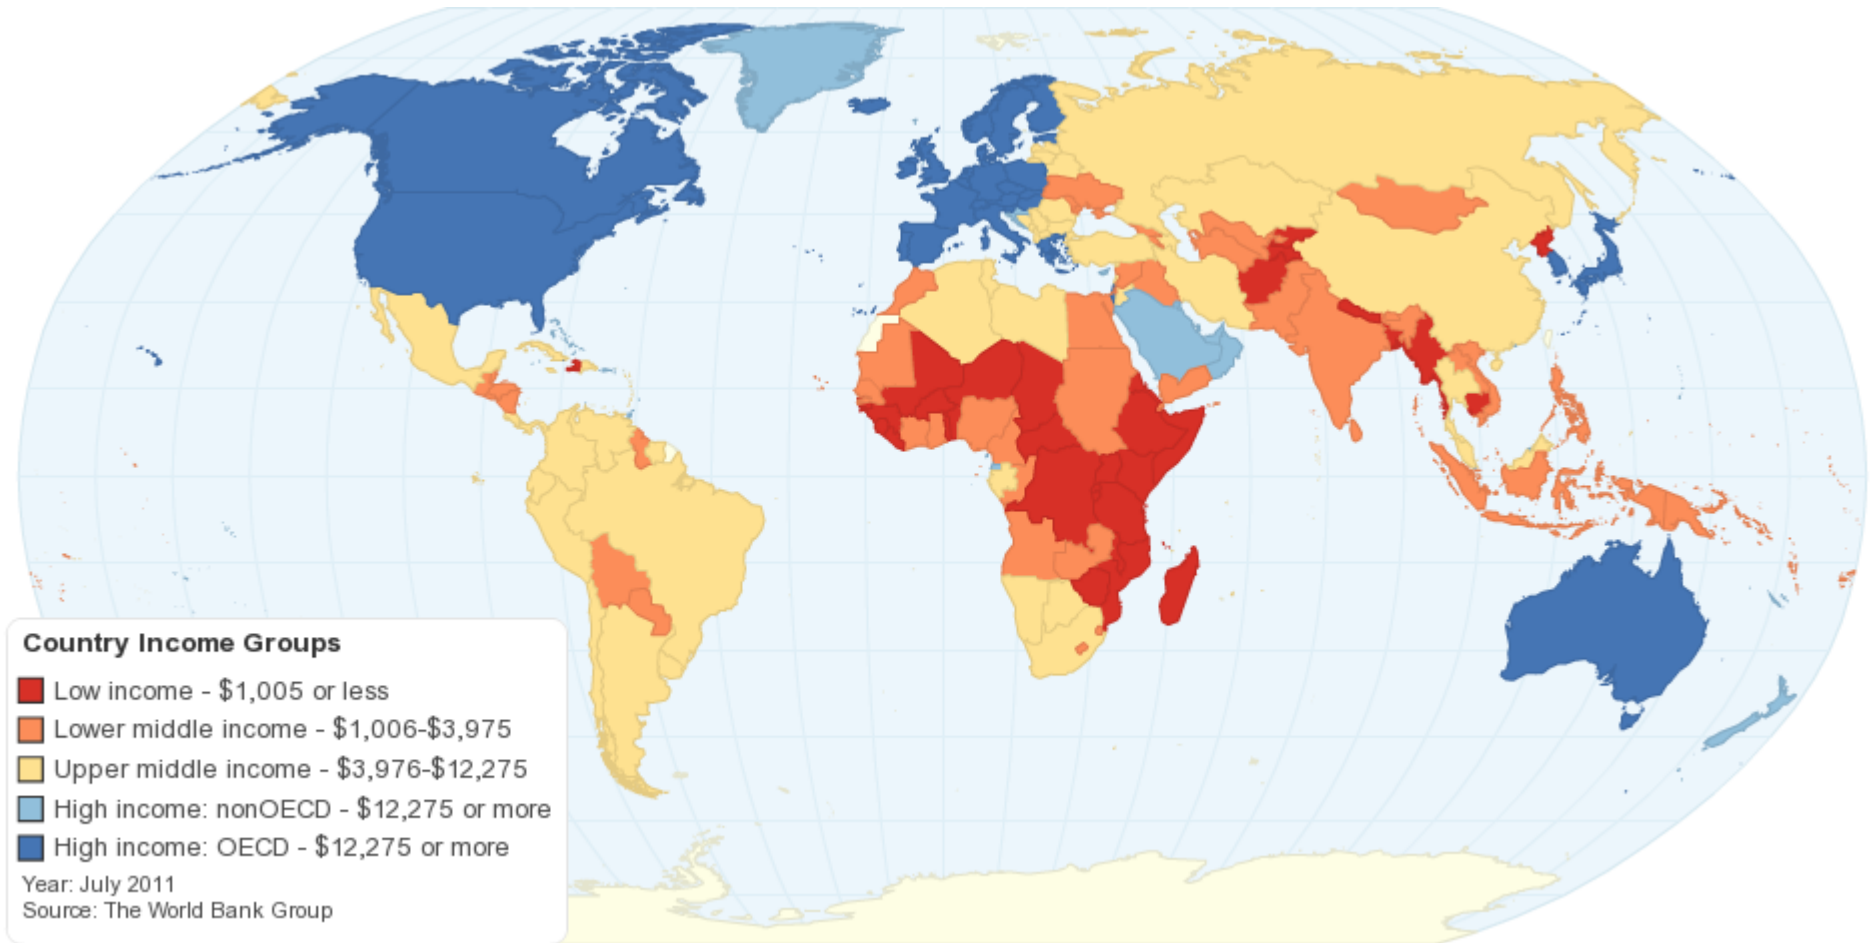 Country Income Groups
Low income - $1,005 or less
Lower middle income - $1,006-$3,975
Upper middle income - $3,976-$12,275
High income: nonOECD - $12,275 or more
High income: OECD - $12,275 or more
Year: July 2011
Source: The World Bank Group